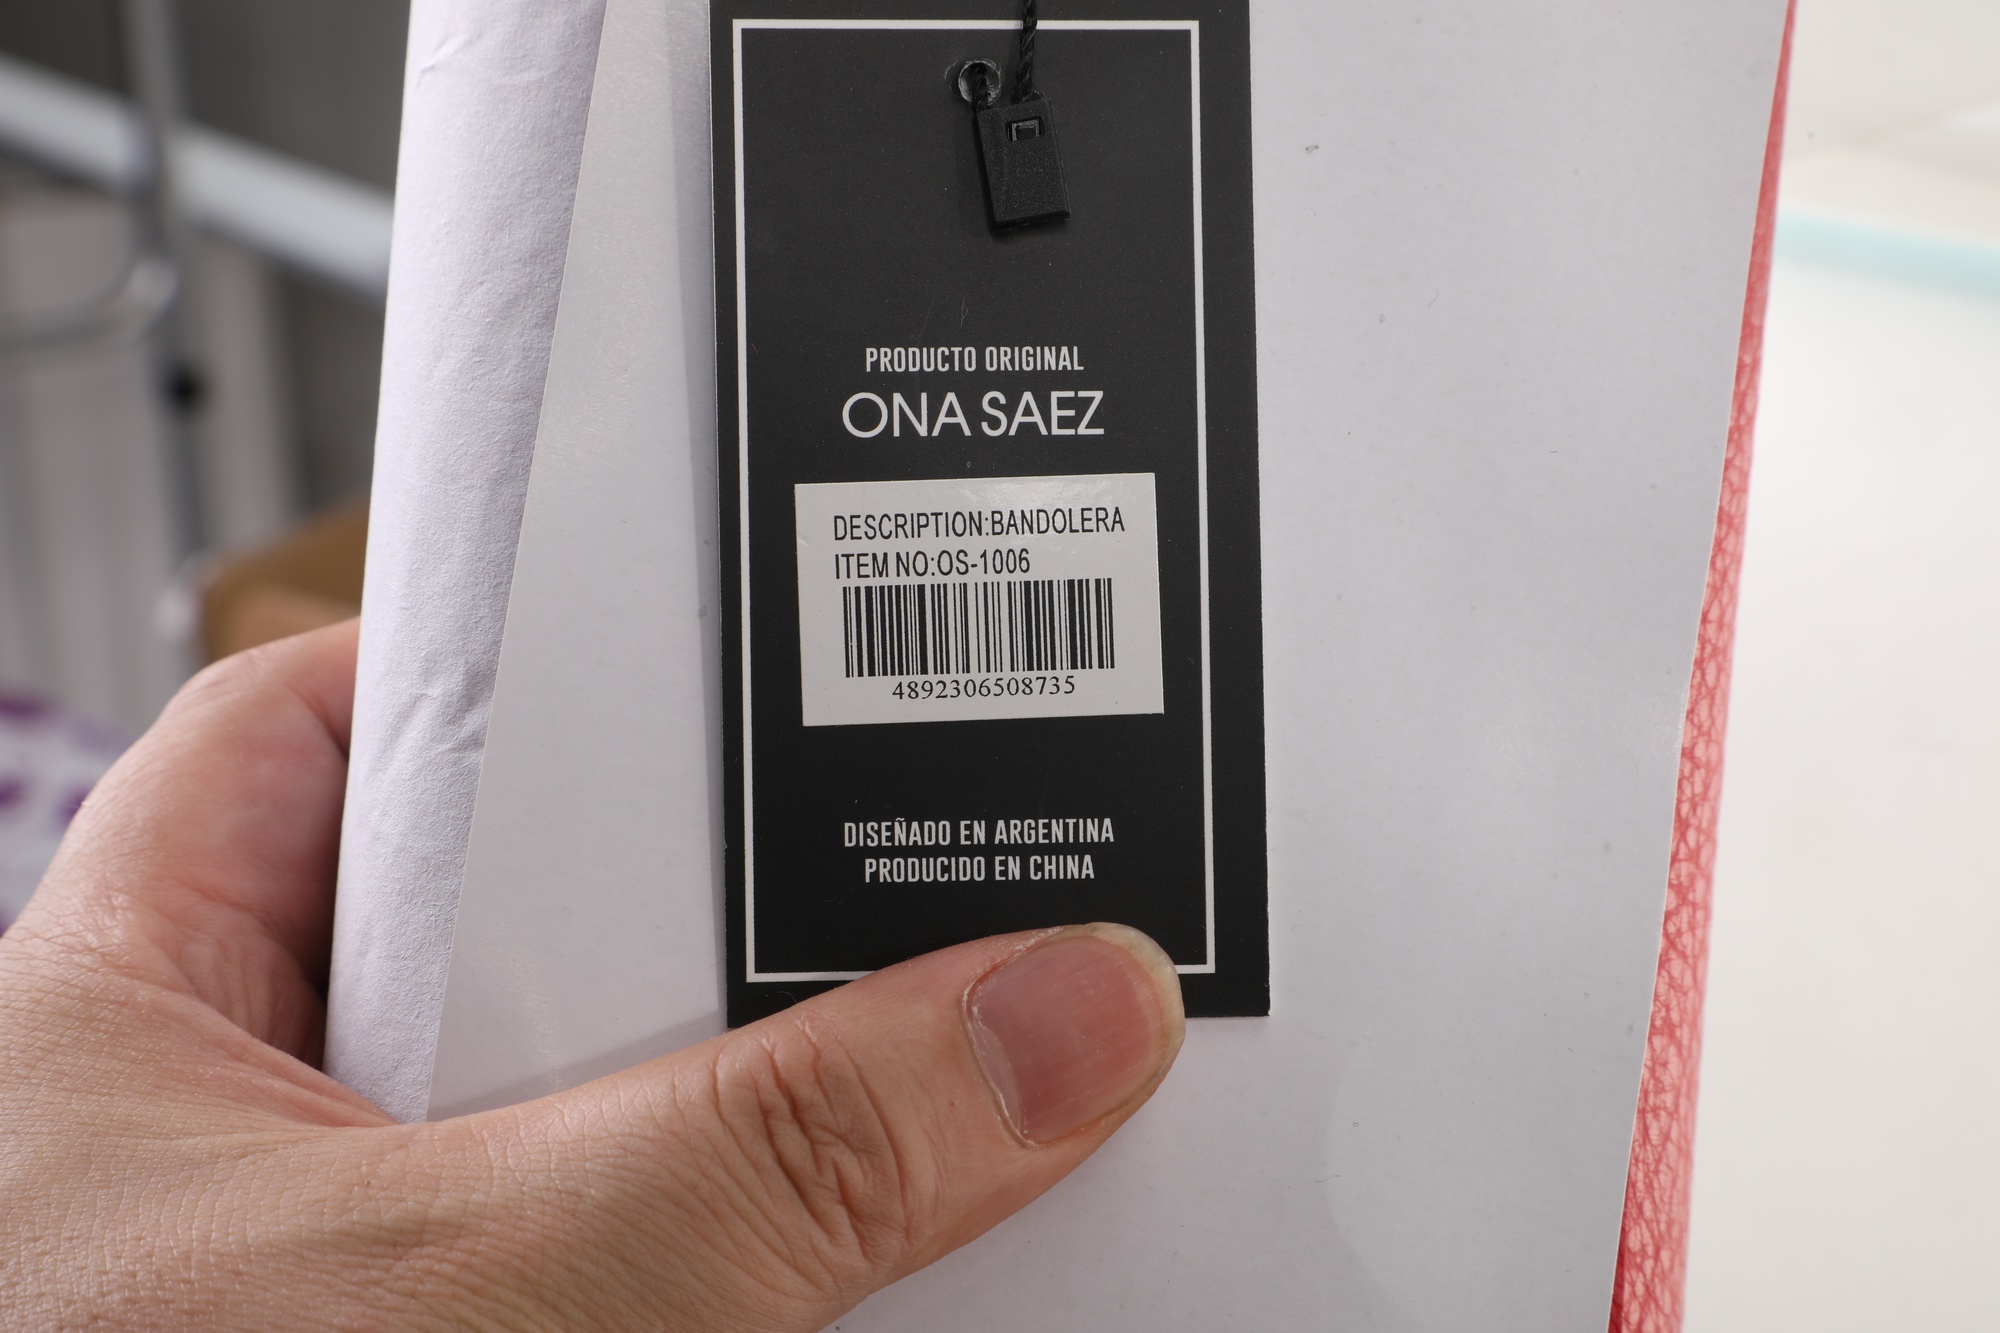 PRODUCTO ORIGINAL
ONA SAEZ
DESCRIPTION:BANDOLERA
ITEM NO:OS-1006
4892306508735
DISEÑADO EN ARGENTINA
PRODUCIDO EN CHINA